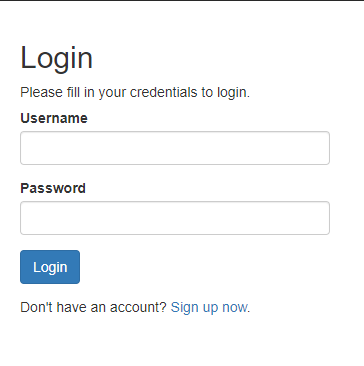 Login
Please fill in your credentials to login.
Username
Password
Login
Don't have an account? Sign up now.